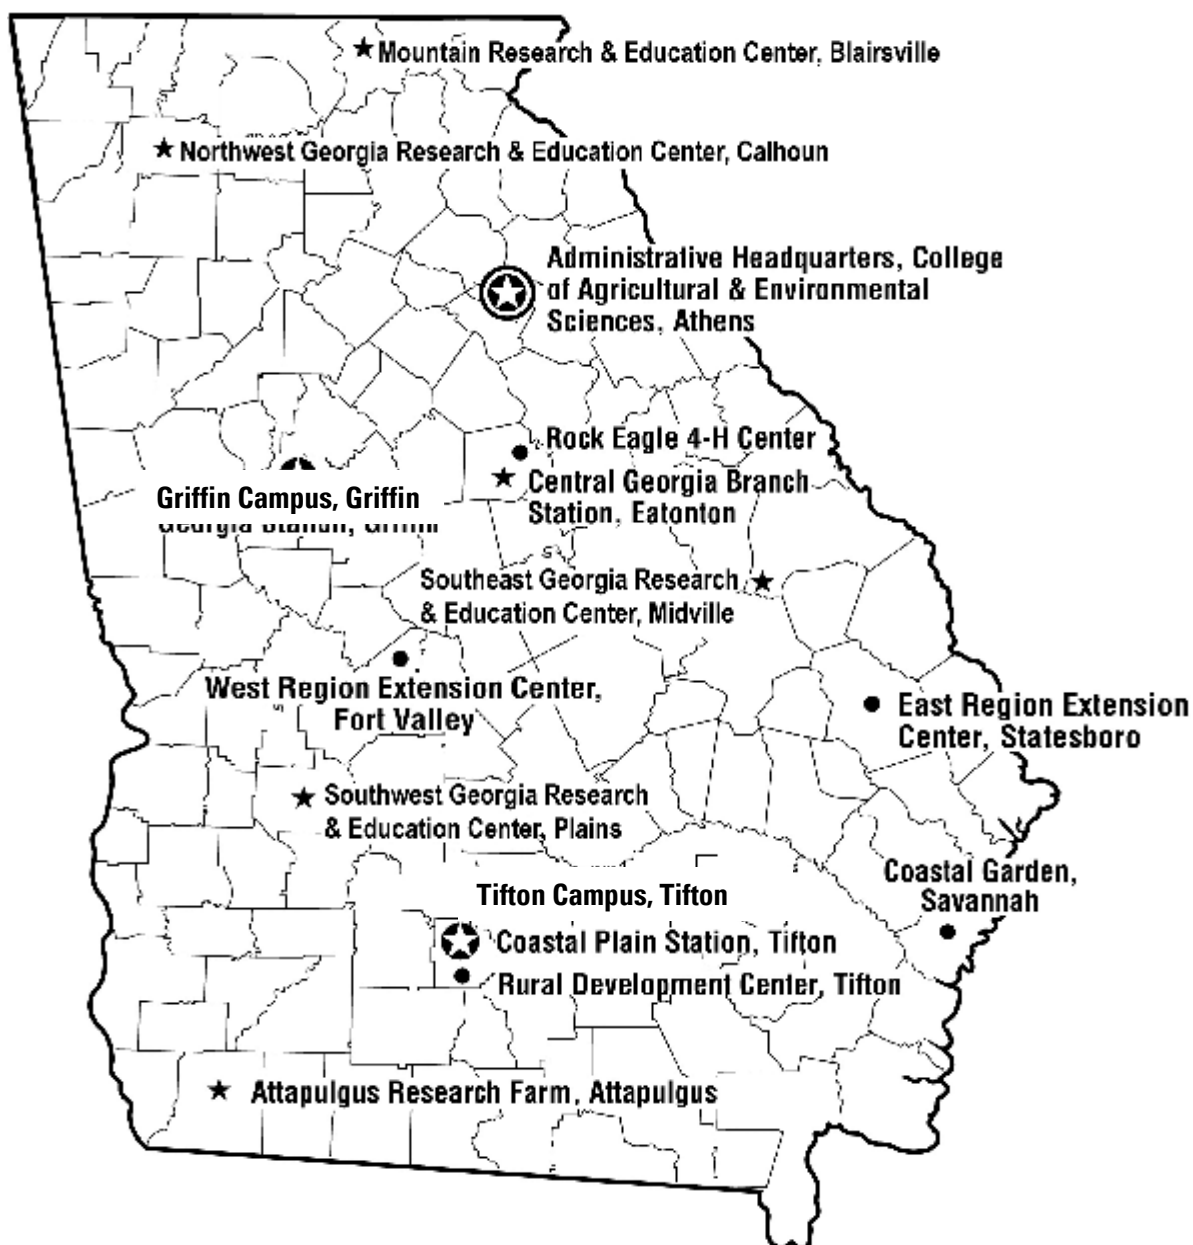 Mountain Research & Education Center, Blairsville
Northwest Georgia Research & Education Center, Calhoun
Administrative Headquarters, College
of Agricultural & Environmental
Sciences, Athens
Rock Eagle 4-H Center
Central Georgia Branch
Station, Eatonton
Griffin Campus, Griffin
Georgia Station, Griffin
Southeast Georgia Research
& Education Center, Midville
West Region Extension Center,
Fort Valley
East Region Extension
Center, Statesboro
Southwest Georgia Research
& Education Center, Plains
Coastal Garden,
Savannah
Tifton Campus, Tifton
Coastal Plain Station, Tifton
Rural Development Center, Tifton
Attapulgus Research Farm, Attapulgus